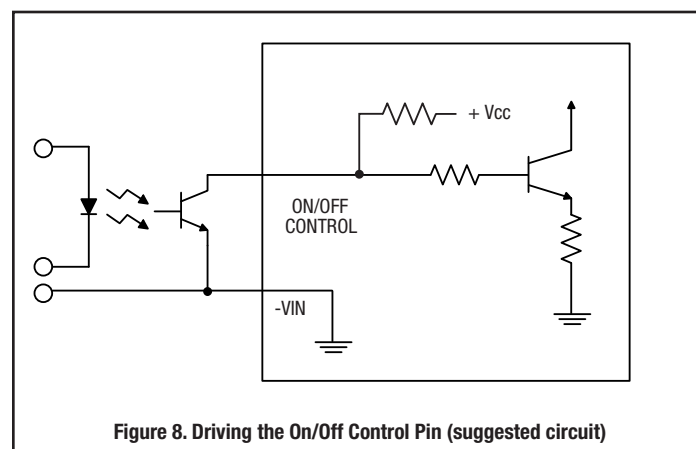 + Vcc
ON/OFF
CONTROL
-VIN
Figure 8. Driving the On/Off Control Pin (suggested circuit)